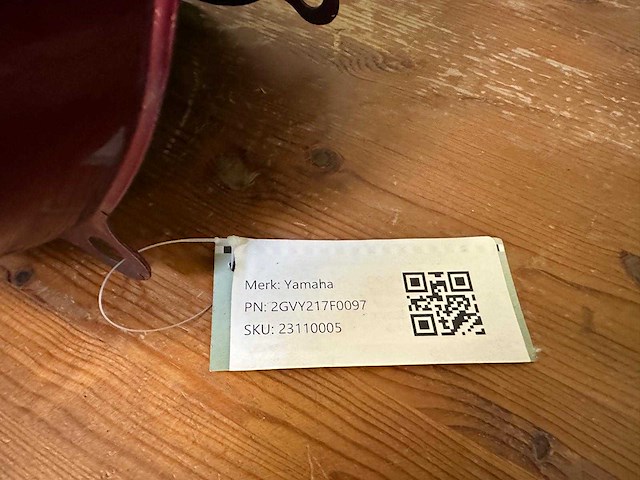 Merk: Yamaha
PN: 2GVY217F0097
SKU: 23110005